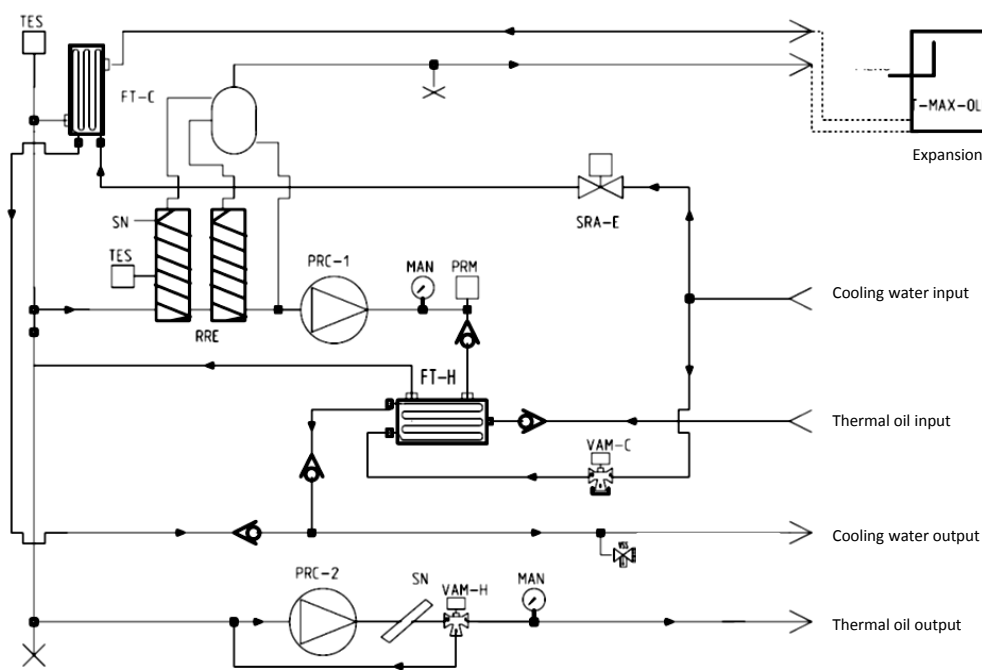 TES
FT-C
T-MAX-OL
Expansion
SRA-E
SN
TES
PRC-1
MAN
PRM
Cooling water input
RRE
FT-H
Thermal oil input
VAM-C
Cooling water output
PRC-2
SN
VAM-H
MAN
Thermal oil output